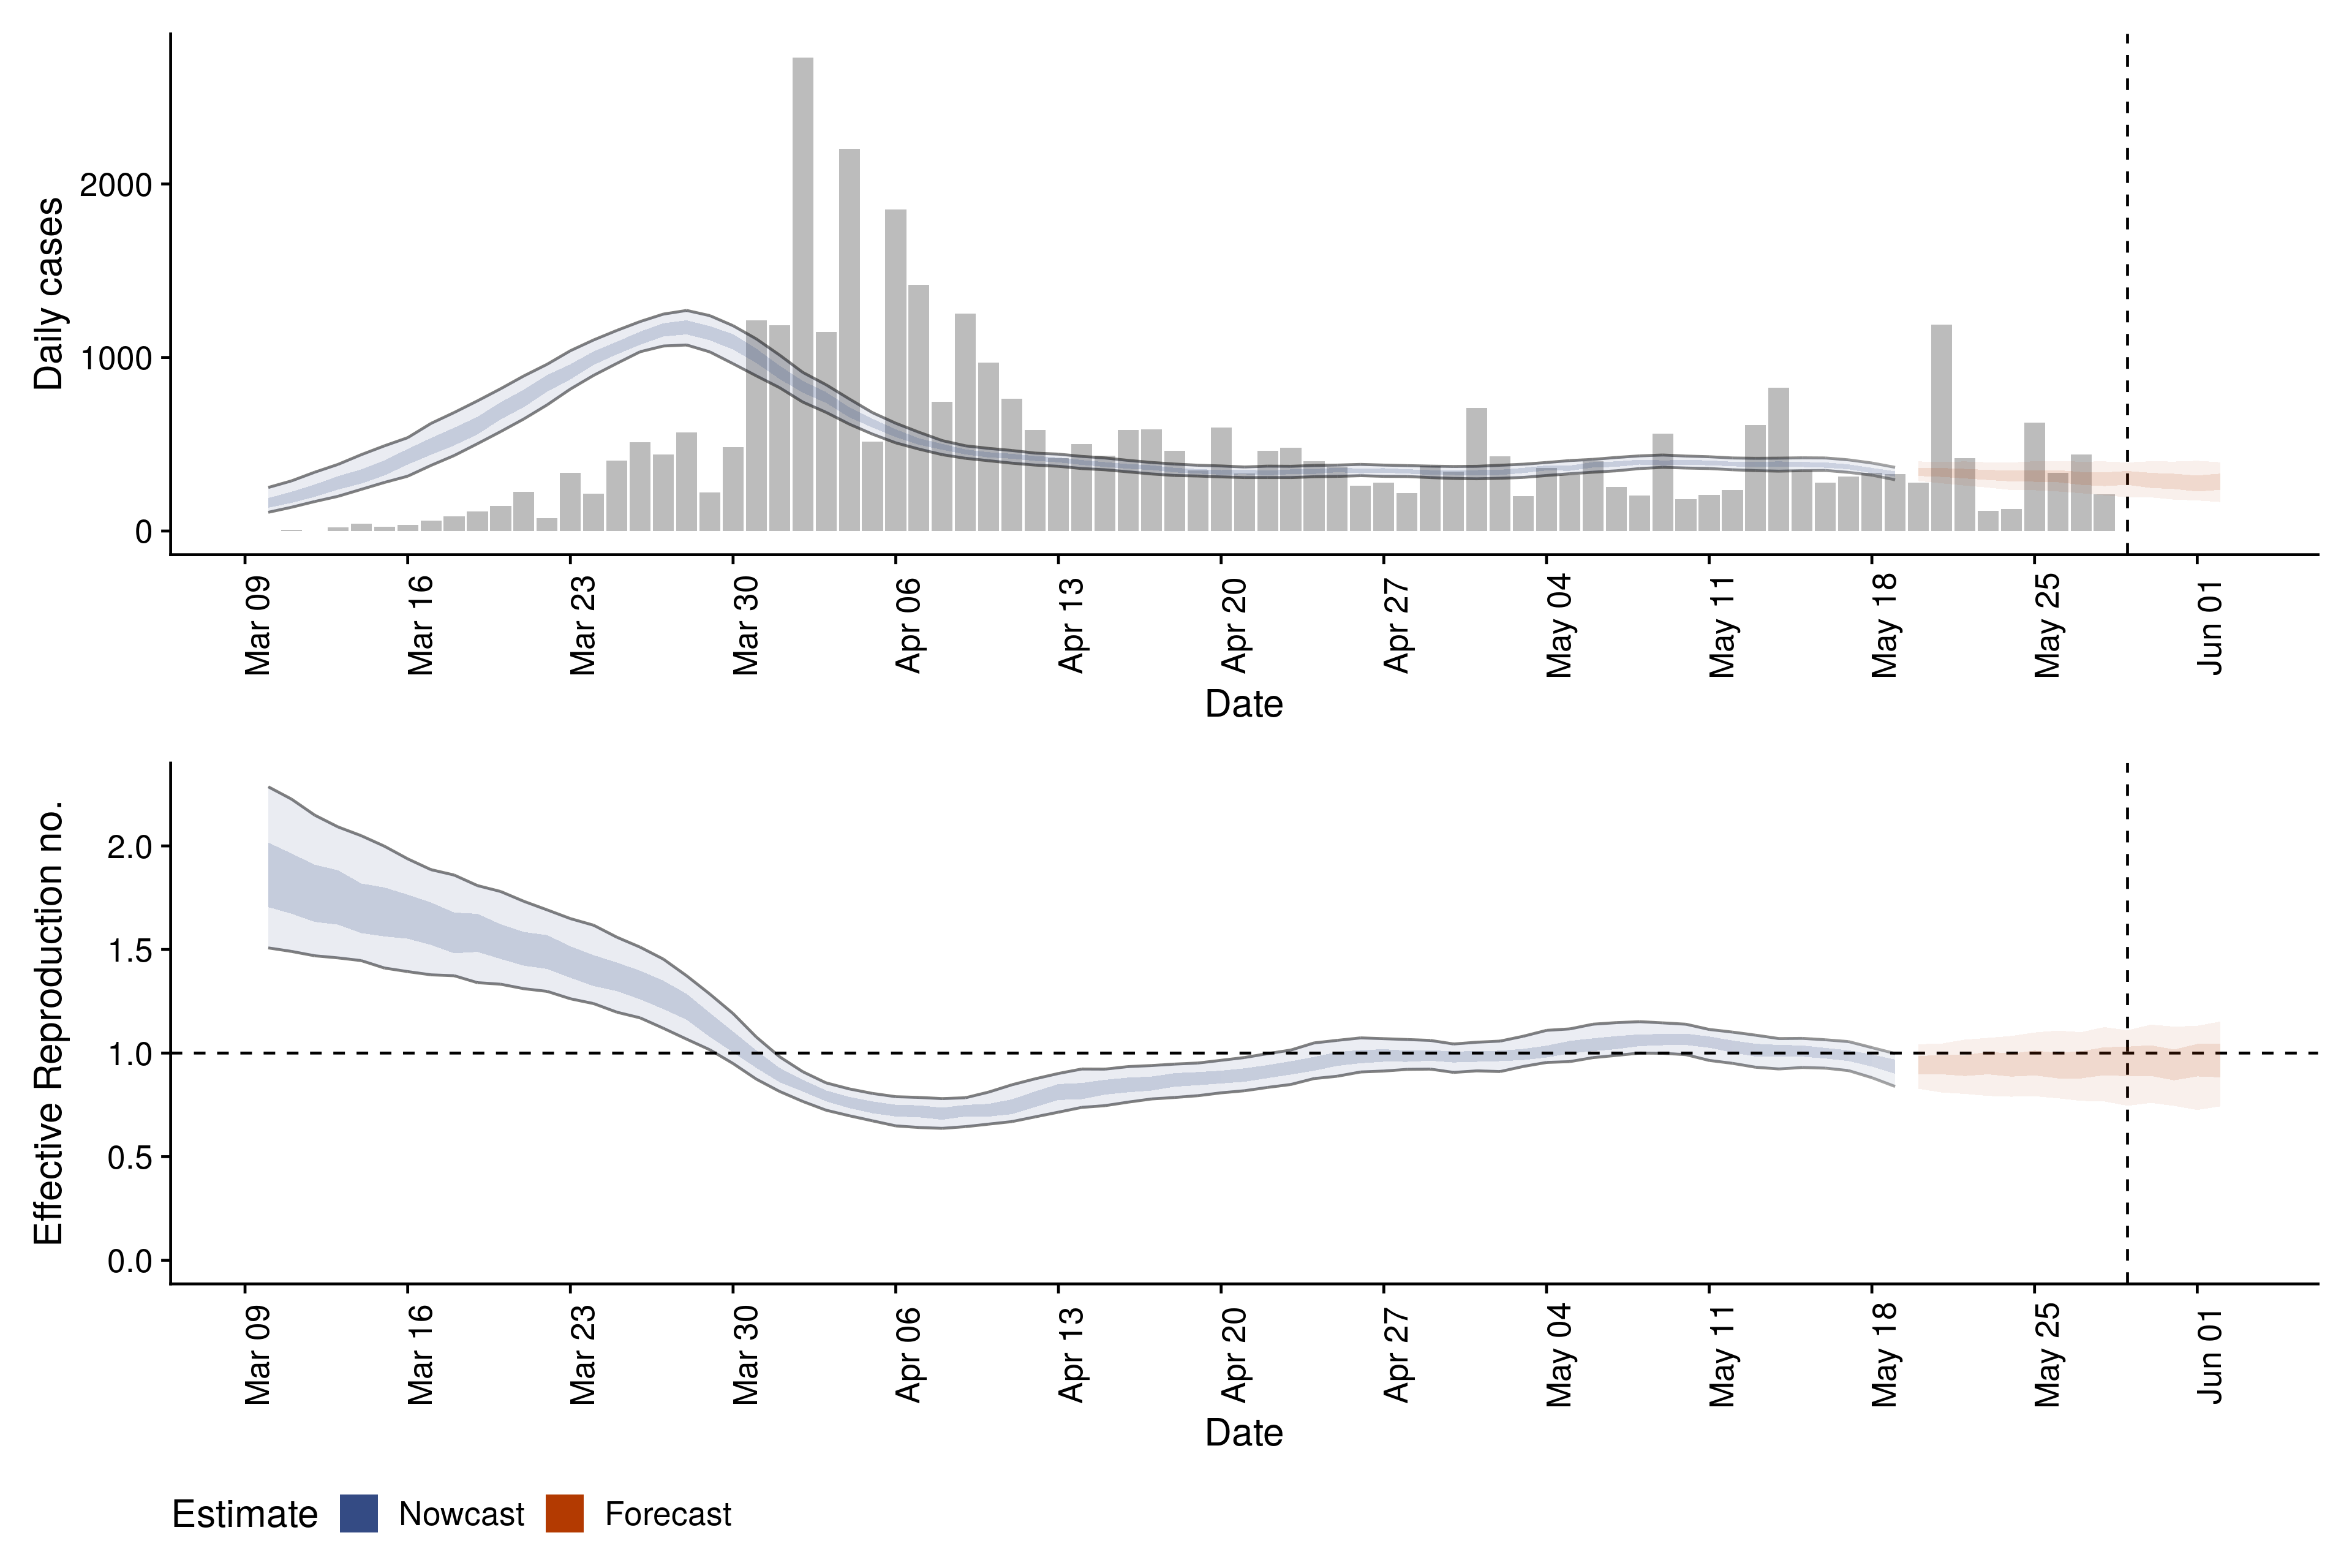 Daily cases
2000
1000
0
Mar 09 Mar 16 Mar 23 Mar 30 Apr 06 Apr 13 Apr 20 Apr 27 May 04 May 11 May 18 May 25 Jun 01
Date
Effective Reproduction no.
2.0
1.5
1.0
0.5
0.0
Mar 09 Mar 16 Mar 23 Mar 30 Apr 06 Apr 13 Apr 20 Apr 27 May 04 May 11 May 18 May 25 Jun 01
Date
Estimate Nowcast Forecast